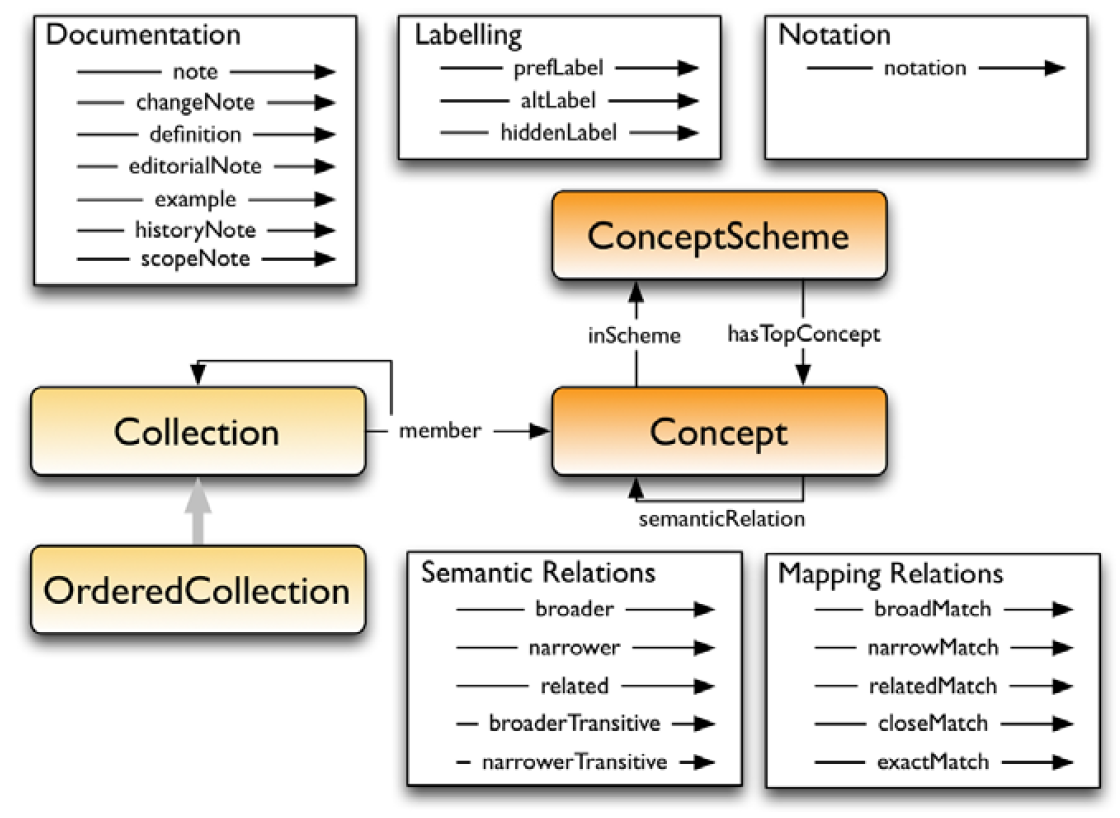 Documentation
note
changeNote
definition
editorialNote
example
historyNote
scopeNote
Labelling
prefLabel
altLabel
hiddenLabel
Notation
notation
ConceptScheme
inScheme
hasTopConcept
Collection
member
Concept
semanticRelation
OrderedCollection
Semantic Relations
broader
narrower
related
broaderTransitive
narrowerTransitive
Mapping Relations
broadMatch
narrowMatch
relatedMatch
closeMatch
exactMatch